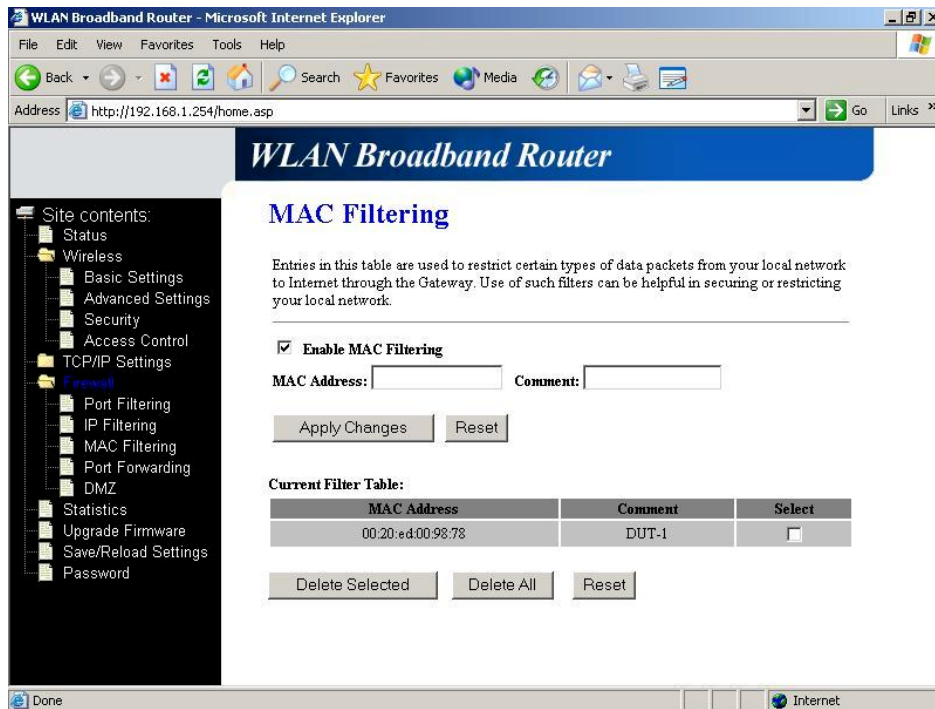 WLAN Broadband Router - Microsoft Internet Explorer
File Edit View Favorites Tools Help
Back Search Favorites Media
Address http://192.168.1.254/home.asp Go Links »
WLAN Broadband Router
Site contents:
Status
Wireless
Basic Settings
Advanced Settings
Security
Access Control
TCP/IP Settings
Firewall
Port Filtering
IP Filtering
MAC Filtering
Port Forwarding
DMZ
Statistics
Upgrade Firmware
Save/Reload Settings
Password
MAC Filtering
Entries in this table are used to restrict certain types of data packets from your local network
to Internet through the Gateway. Use of such filters can be helpful in securing or restricting
your local network.
Enable MAC Filtering
MAC Address: Comment:
Apply Changes Reset
Current Filter Table:
MAC Address Comment Select
00:20:ed:00:98:78 DUT-1
Delete Selected Delete All Reset
Done Internet